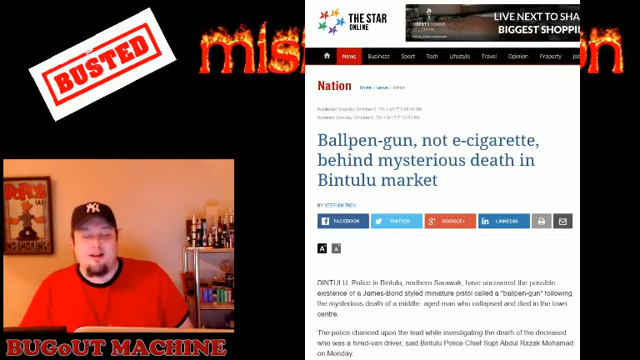 BUSTED
mis
on
THE STAR
ONLINE
LIVE NEXT TO SHA
BIGGEST SHOPPIN
News Business Sport Tech Lifestyle Travel Opinion Property
Nation
Ballpen-gun, not e-cigarette,
behind mysterious death in
Bintulu market
FACEBOOK TWITTER GOOGLE+ LINKEDIN
A A
BINTULU: Police in Bintulu, northern Sarawak, have uncovered the possible
existence of a James-Bond styled miniature pistol called a "ballpen-gun" following
the mysterious death of a middle- aged man who collapsed and died in the town
centre.
The police chanced upon the lead while investigating the death of the deceased
who was a hired-van driver, said Bintulu Police Chief Supt Abdul Razak Mohamad
on Monday.
NO SMOKING!
BUGoUT MACHINE